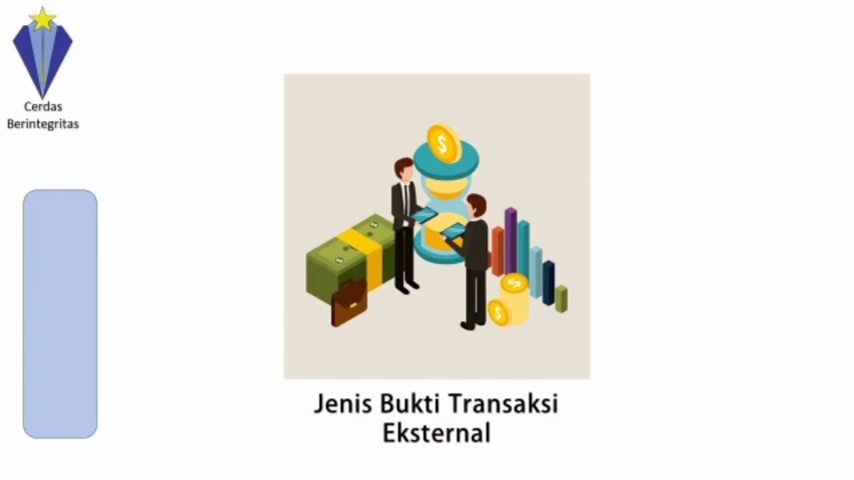 Cerdas
Berintegritas
Jenis Bukti Transaksi
Eksternal